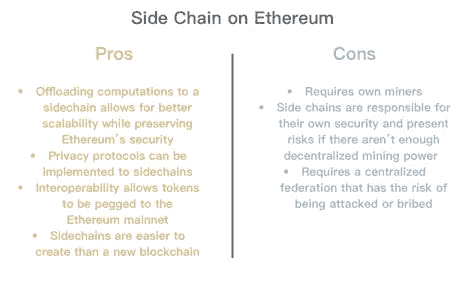 Side Chain on Ethereum
Pros
• Offloading computations to a
sidechain allows for better
scalability while preserving
Ethereum's security
• Privacy protocols can be
implemented to sidechains
• Interoperability allows tokens
to be pegged to the
Ethereum mainnet
• Sidechains are easier to
create than a new blockchain
Cons
• Requires own miners
• Side chains are responsible for
their own security and present
risks if there aren't enough
decentralized mining power
• Requires a centralized
federation that has the risk of
being attacked or bribed